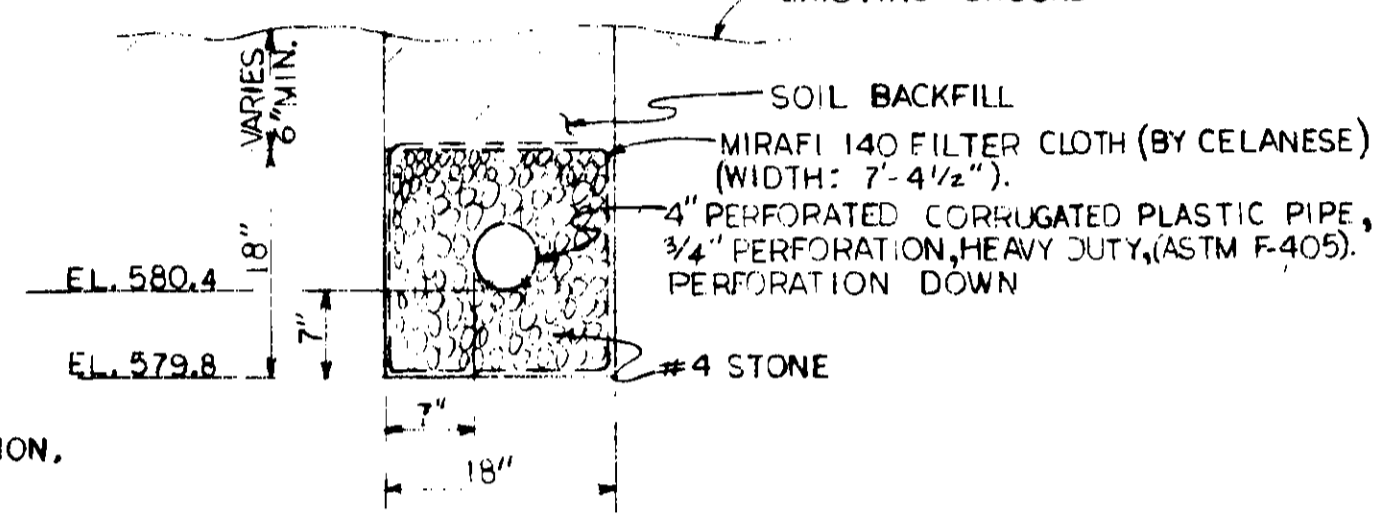 SOIL BACKFILL
MIRAFI 140 FILTER CLOTH (BY CELANESE)
(WIDTH: 7'-4 1/2").
4" PERFORATED CORRUGATED PLASTIC PIPE,
3/4" PERFORATION, HEAVY DUTY, (ASTM F-405).
PERFORATION DOWN
#4 STONE
VARIES
6" MIN.
18"
EL. 580.4
7"
EL. 579.8
7"
18"
ION.